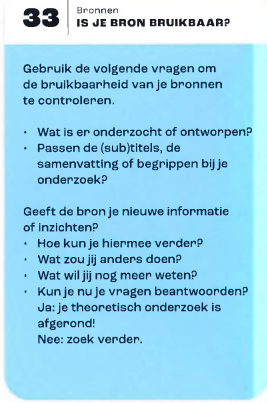 33
Bronnen
IS JE BRON BRUIKBAAR?
Gebruik de volgende vragen om
de bruikbaarheid van je bronnen
te controleren.
· Wat is er onderzocht of ontworpen?
· Passen de (sub)titels, de
samenvatting of begrippen bij je
onderzoek?
Geeft de bron je nieuwe informatie
of inzichten?
· Hoe kun je hiermee verder?
· Wat zou jij anders doen?
· Wat wil jij nog meer weten?
· Kun je nu je vragen beantwoorden?
Ja: je theoretisch onderzoek is
afgerond!
Nee: zoek verder.